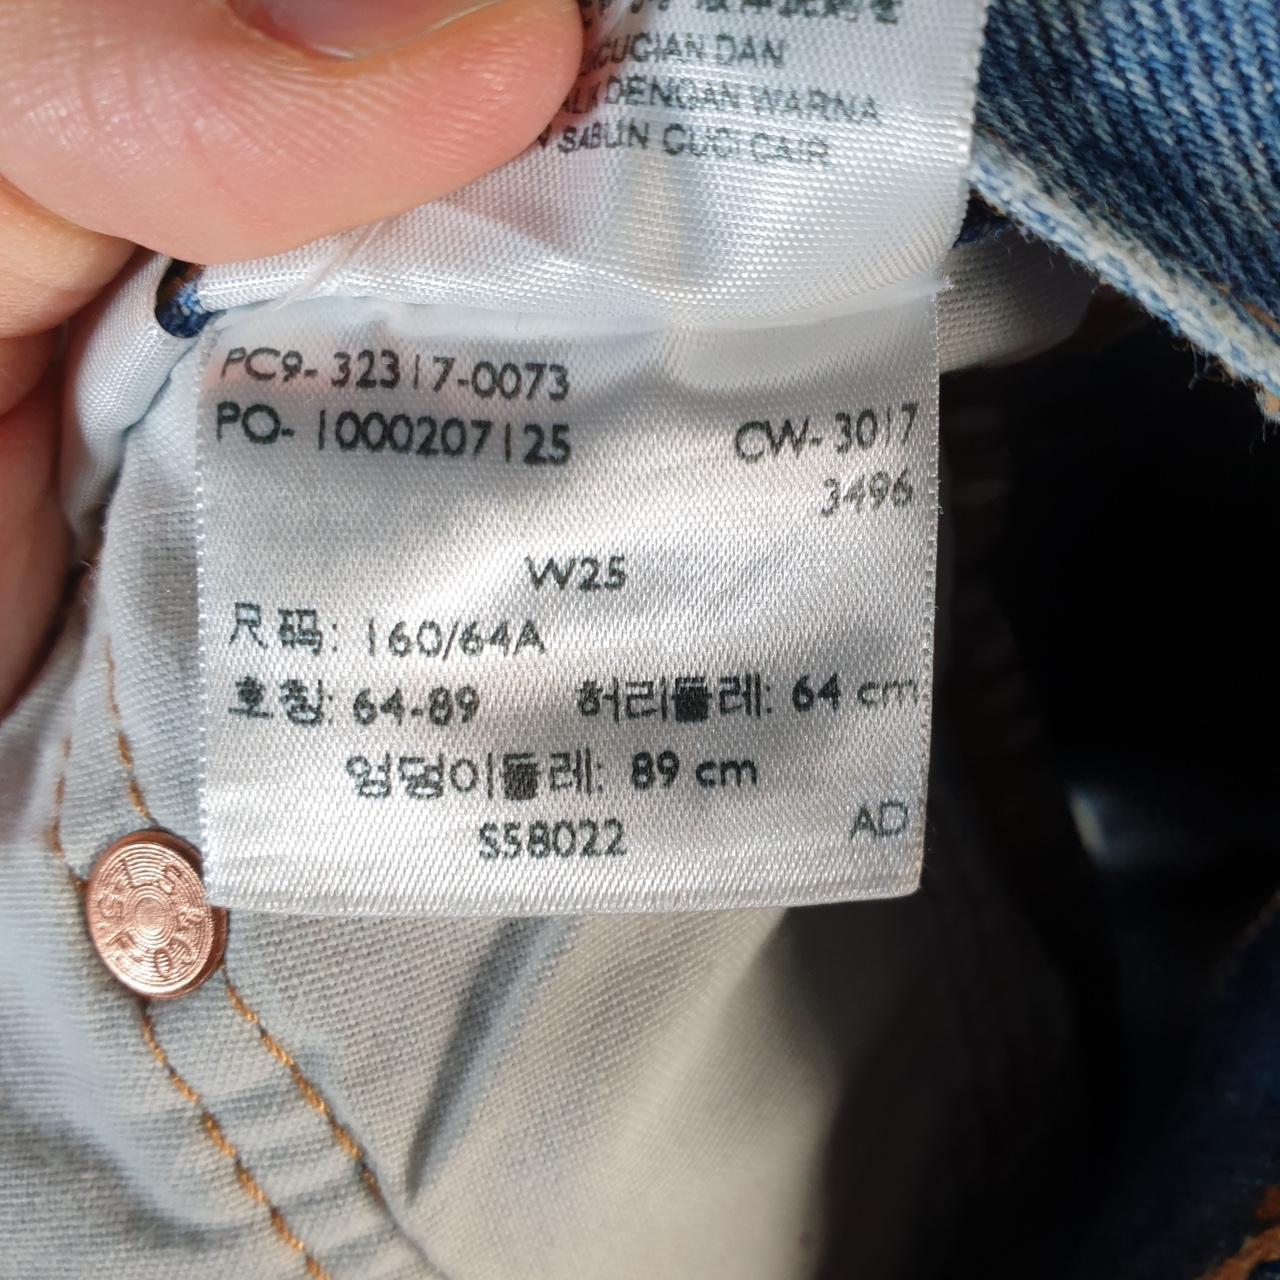 CUCIAN DAN
DENGAN WARNA
SABUN CUCI CAIR
PC9- 32317-0073
PO- 1000207125
CW- 3017
3496
W25
尺码: 160/64A
호칭: 64-89 허리둘레: 64 cm
엉덩이둘레: 89 cm
S58022
AD